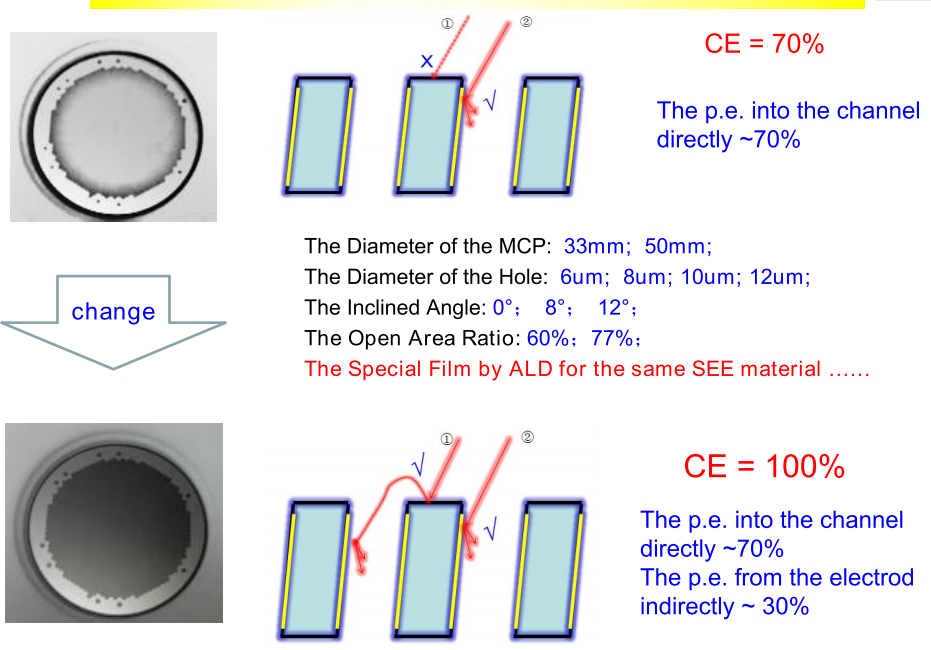 ① ②
CE = 70%
x
√
The p.e. into the channel
directly ~70%
The Diameter of the MCP: 33mm; 50mm;
The Diameter of the Hole: 6um; 8um; 10um; 12um;
The Inclined Angle: 0°； 8°； 12°；
change
The Open Area Ratio: 60%；77%；
The Special Film by ALD for the same SEE material ……
① ②
√
CE = 100%
√
The p.e. into the channel
directly ~70%
The p.e. from the electrod
indirectly ~ 30%